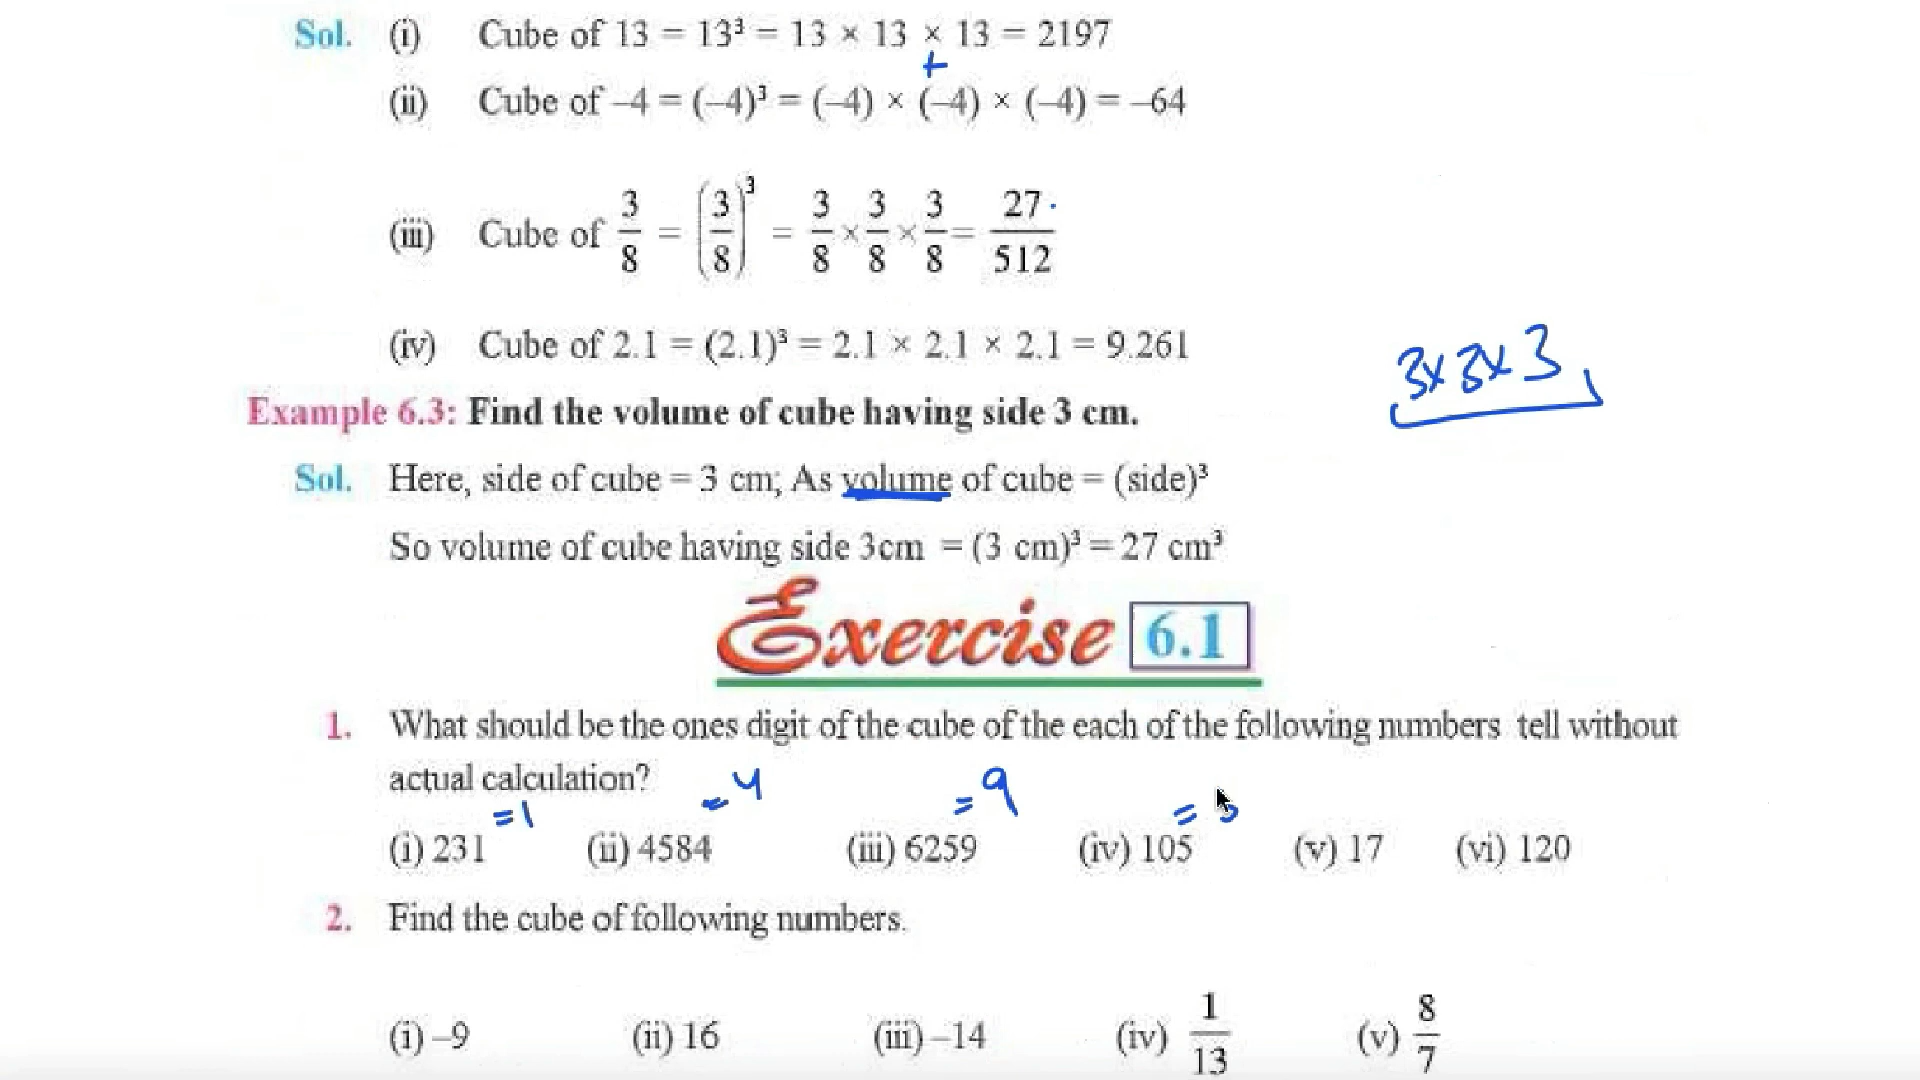 Sol. (i) Cube of 13 = 13³ = 13 × 13 × 13 = 2197
+
(ii) Cube of –4 = (–4)³ = (–4) × (–4) × (–4) = –64
(iii) Cube of 3/8 = (3/8)³ = 3/8 × 3/8 × 3/8 = 27/512
(iv) Cube of 2.1 = (2.1)³ = 2.1 × 2.1 × 2.1 = 9.261
3×3×3
Example 6.3: Find the volume of cube having side 3 cm.
Sol. Here, side of cube = 3 cm; As volume of cube = (side)³
So volume of cube having side 3cm = (3 cm)³ = 27 cm³
Exercise 6.1
1. What should be the ones digit of the cube of the each of the following numbers tell without
actual calculation?
=1 =4 =9 =
(i) 231 (ii) 4584 (iii) 6259 (iv) 105 (v) 17 (vi) 120
2. Find the cube of following numbers.
(i) –9 (ii) 16 (iii) –14 (iv) 1/13 (v) 8/7